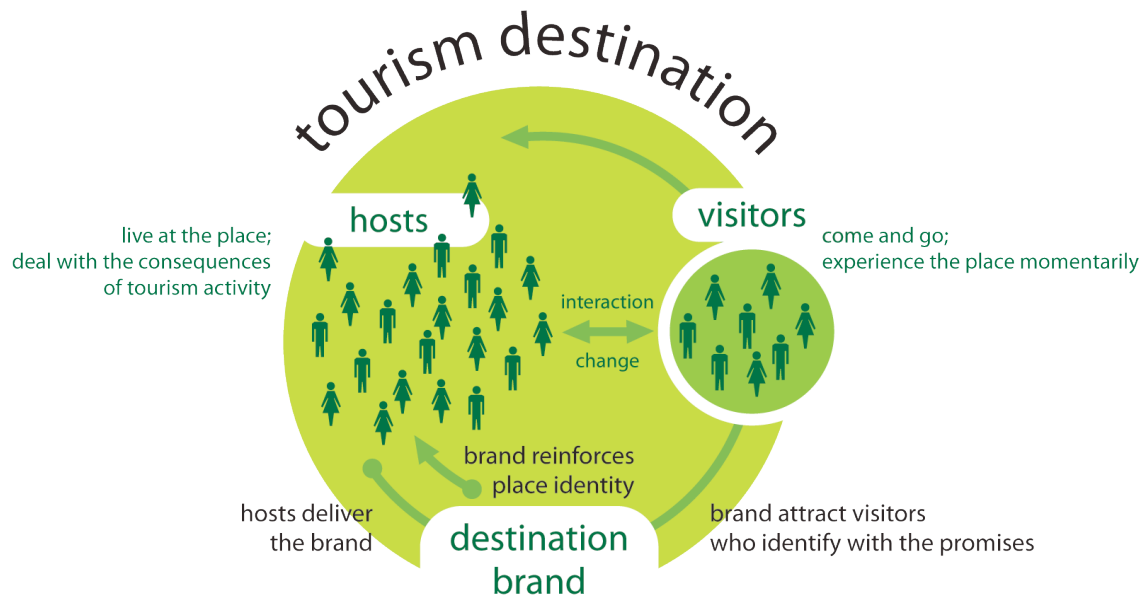 tourism destination
hosts
visitors
live at the place;
deal with the consequences
of tourism activity
come and go;
experience the place momentarily
interaction
change
brand reinforces
place identity
hosts deliver
the brand
destination
brand
brand attract visitors
who identify with the promises